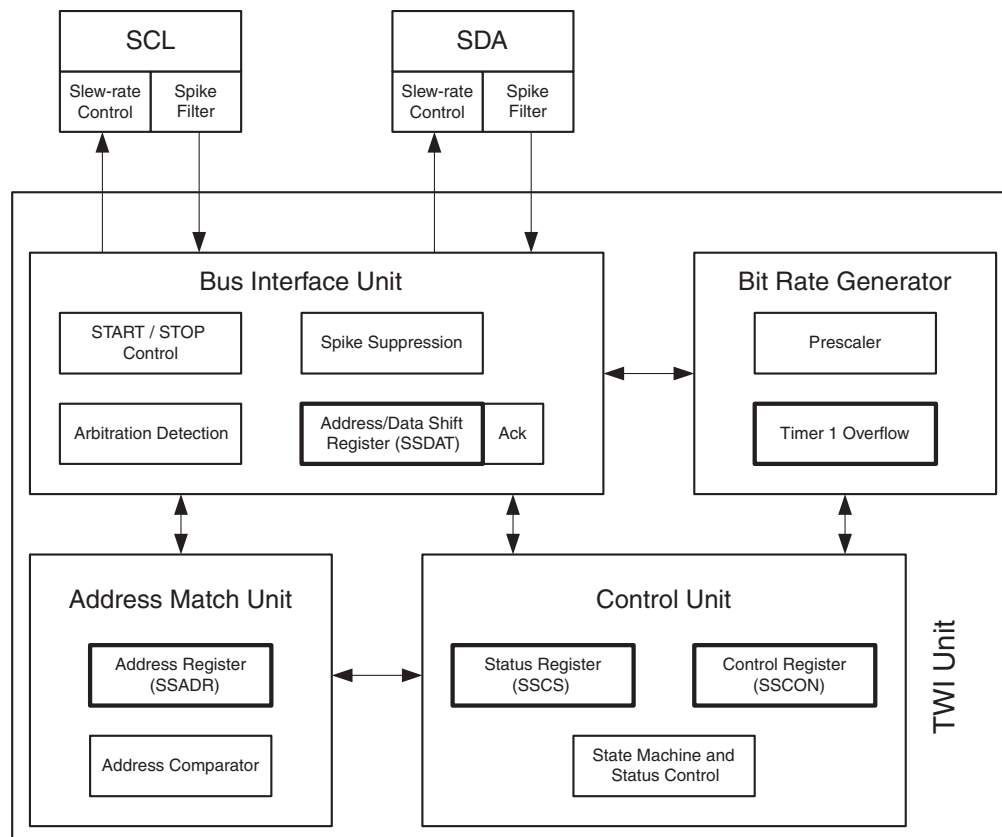 SCL
Slew-rate
Control
Spike
Filter
SDA
Slew-rate
Control
Spike
Filter
Bus Interface Unit
START / STOP
Control
Spike Suppression
Arbitration Detection
Address/Data Shift
Register (SSDAT)
Ack
Bit Rate Generator
Prescaler
Timer 1 Overflow
Address Match Unit
Address Register
(SSADR)
Address Comparator
Control Unit
Status Register
(SSCS)
Control Register
(SSCON)
State Machine and
Status Control
TWI Unit